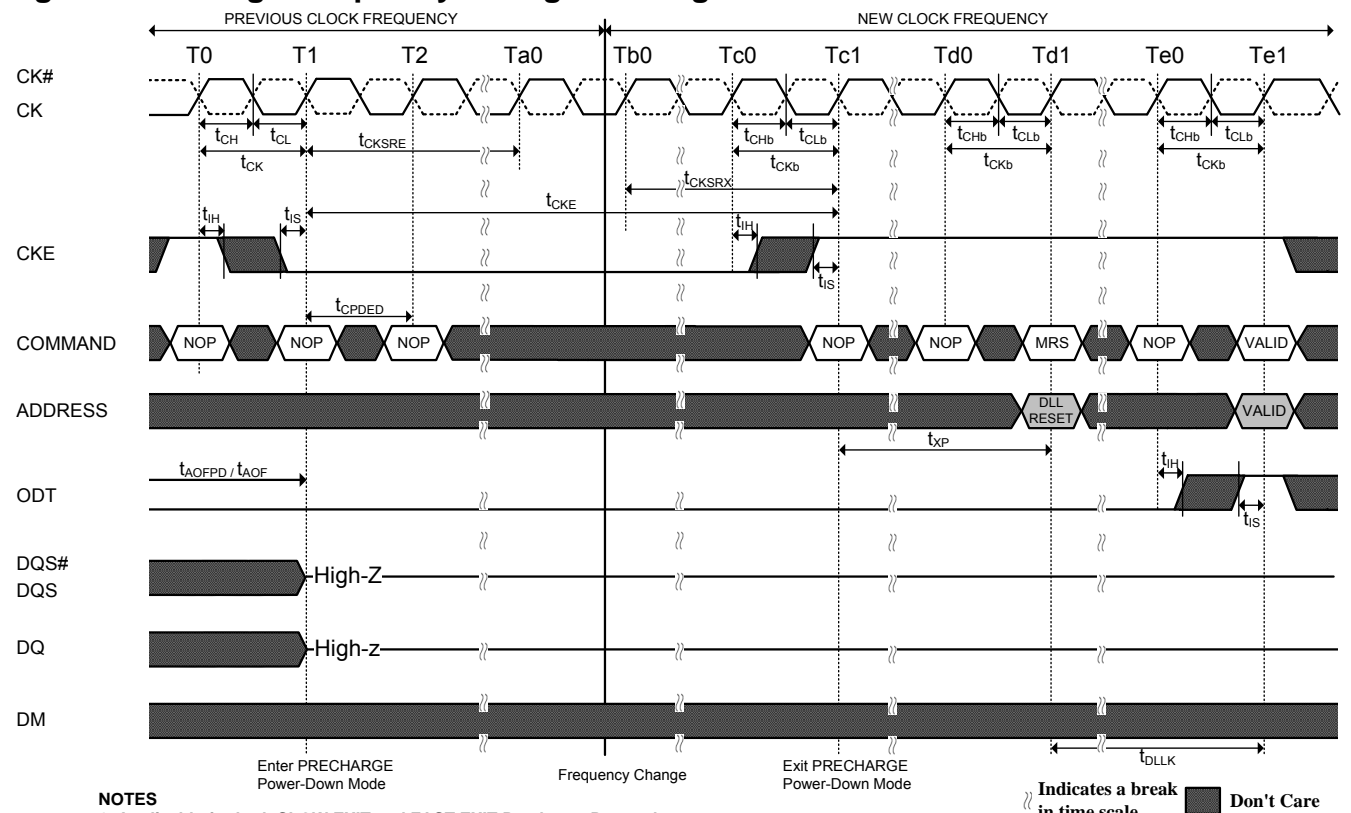 PREVIOUS CLOCK FREQUENCY NEW CLOCK FREQUENCY
T0 T1 T2 Ta0 Tb0 Tc0 Tc1 Td0 Td1 Te0 Te1
CK#
CK
tCH tCL tCHb tCLb tCHb tCLb tCHb tCLb
tCK tCKSRE tCKb tCKb tCKb
tCKSRX
tIH tIS tCKE tIH
CKE
tIS
tCPDED
COMMAND NOP NOP NOP NOP NOP MRS NOP VALID
ADDRESS DLL RESET VALID
tXP
tAOFPD / tAOF tIH
ODT
tIS
DQS#
DQS High-Z
DQ High-z
DM
tDLLK
Enter PRECHARGE
Power-Down Mode
Frequency Change
Exit PRECHARGE
Power-Down Mode
NOTES
Indicates a break
in time scale
Don't Care